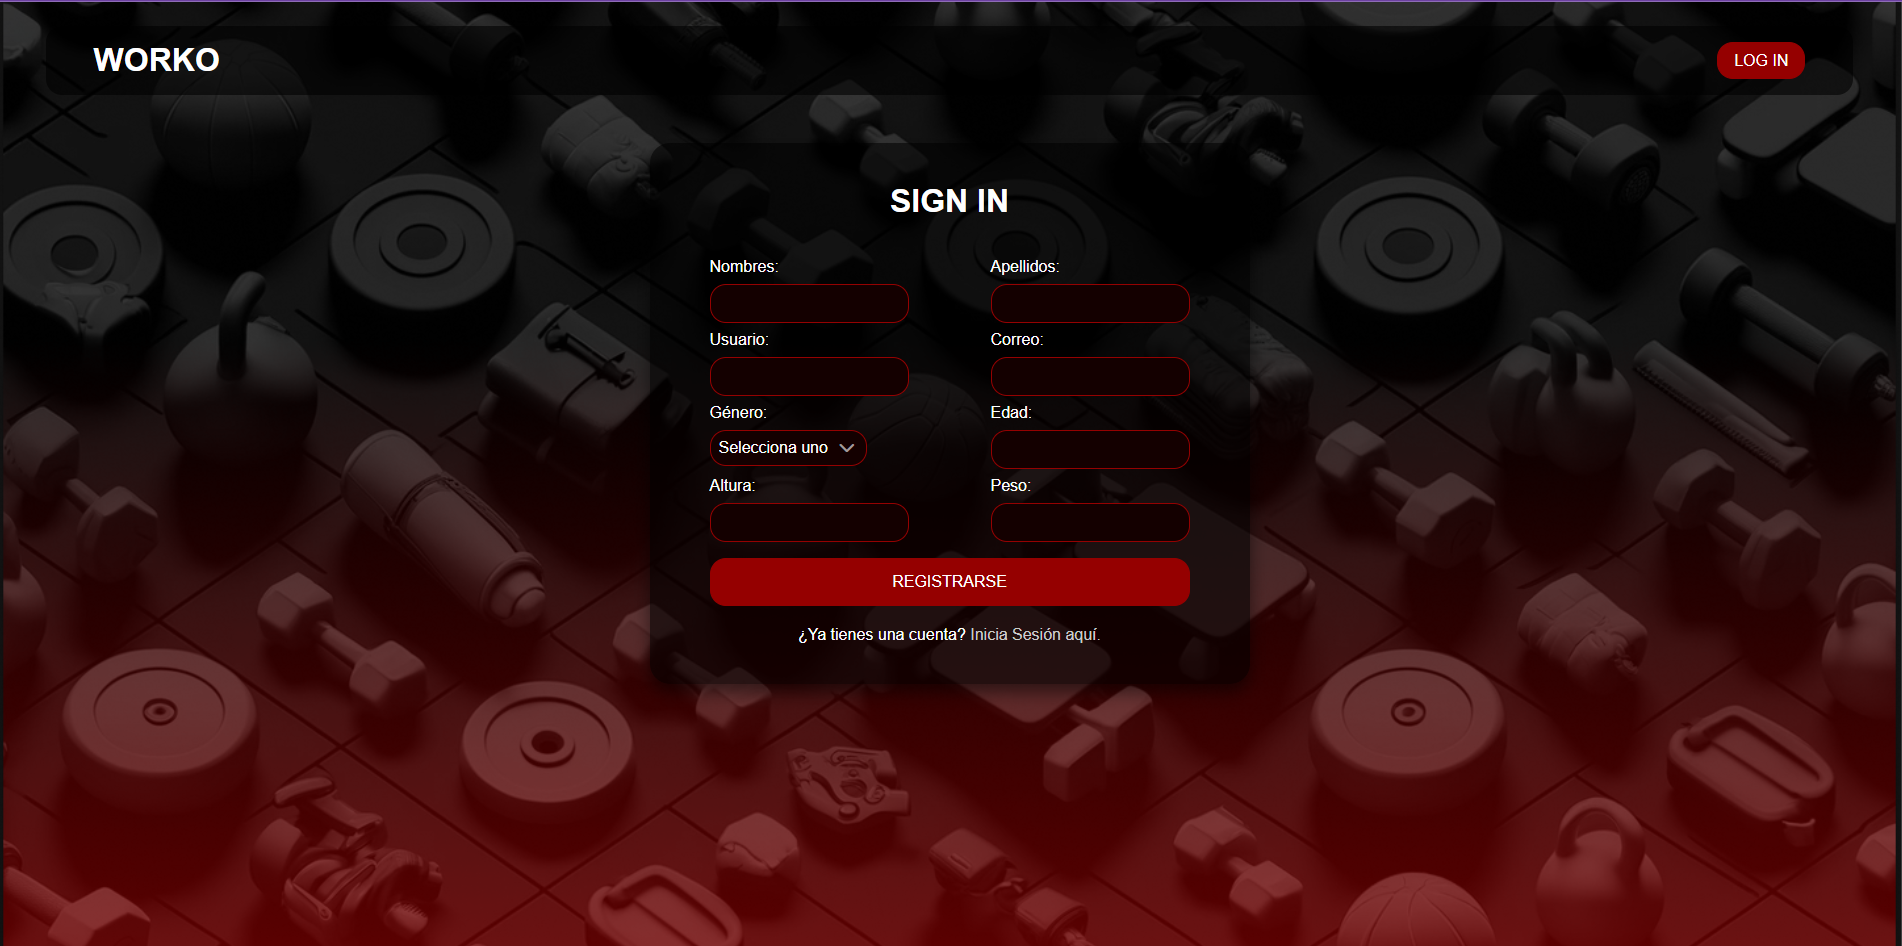 WORKO
LOG IN
SIGN IN
Nombres:
Apellidos:
Usuario:
Correo:
Género:
Edad:
Selecciona uno
Altura:
Peso:
REGISTRARSE
¿Ya tienes una cuenta? Inicia Sesión aquí.